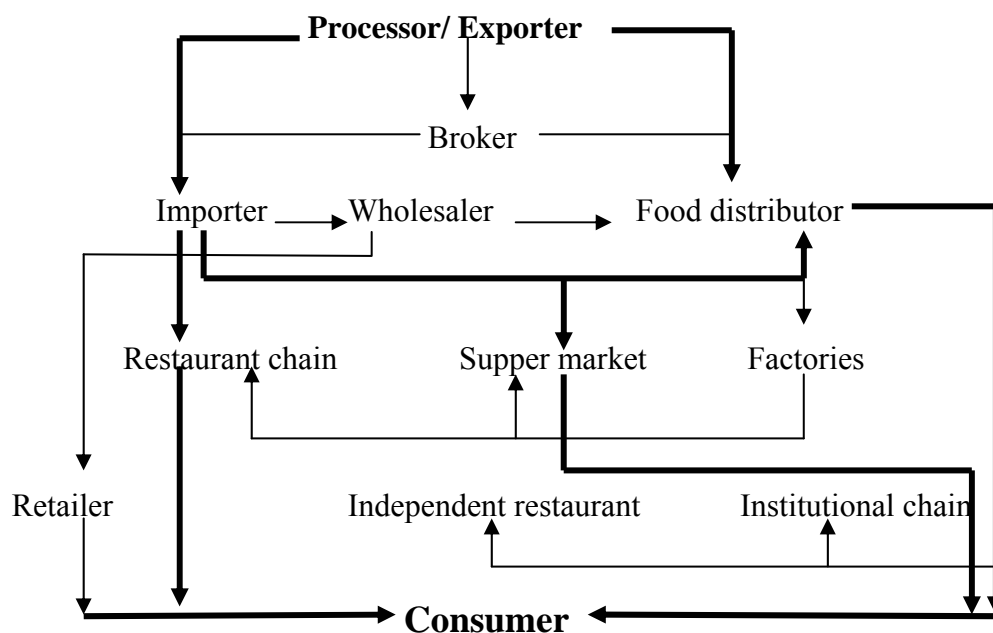 Processor/ Exporter
Broker
Importer Wholesaler Food distributor
Restaurant chain Supper market Factories
Retailer Independent restaurant Institutional chain
Consumer